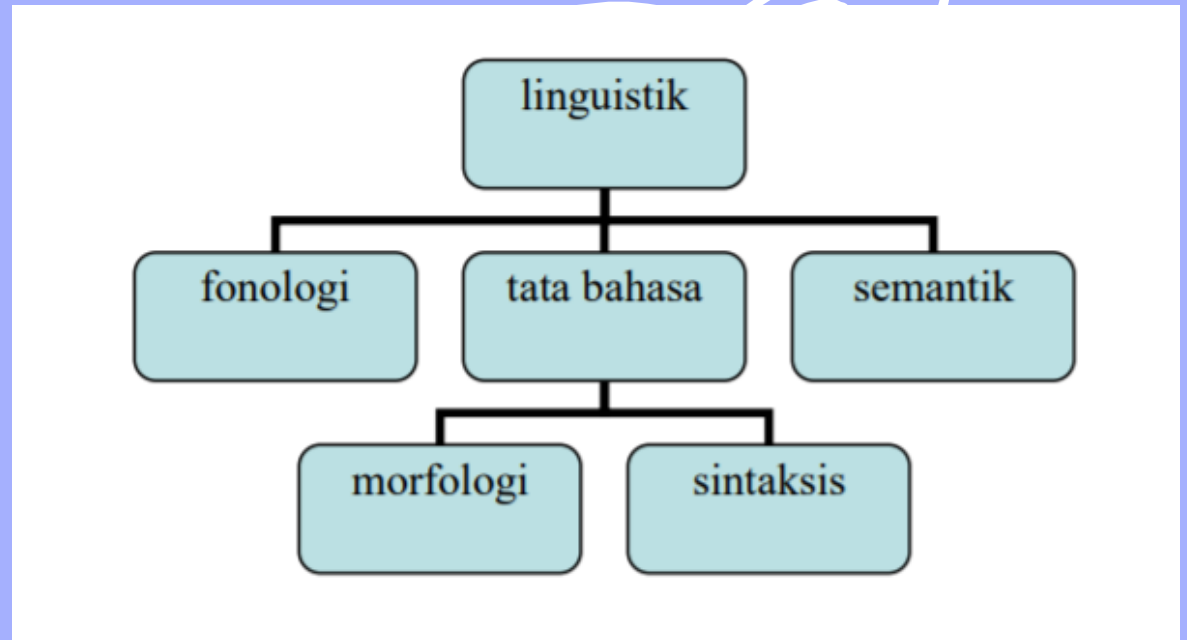 linguistik
fonologi
tata bahasa
semantik
morfologi
sintaksis